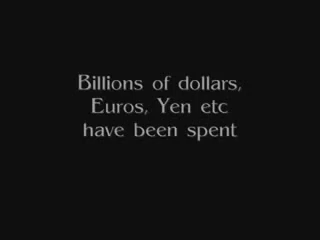 Billions of dollars,
Euros, Yen etc
have been spent